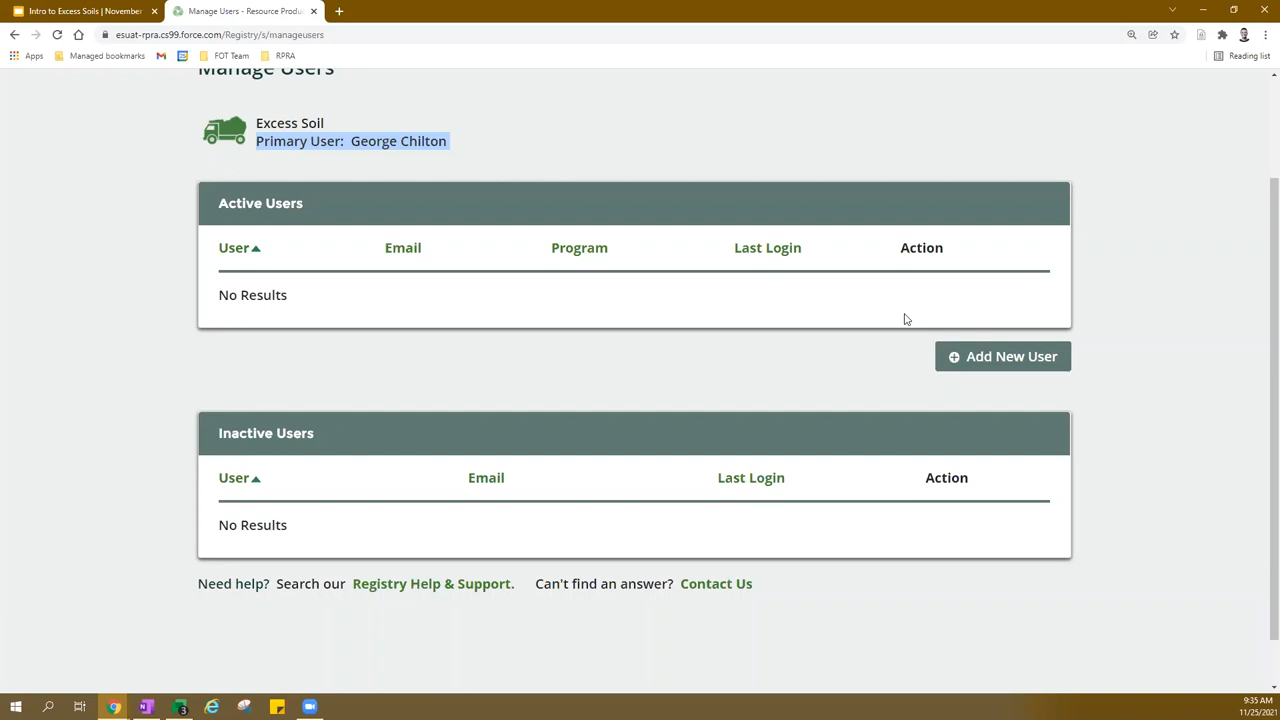 Intro to Excess Soils | November
Manage Users - Resource Produc
esuat-rpra.cs99.force.com/Registry/s/manageusers
Apps
Managed bookmarks
FOT Team
RPRA
Reading list
Manage Users
Excess Soil
Primary User: George Chilton
Active Users
User Email Program Last Login Action
No Results
Add New User
Inactive Users
User Email Last Login Action
No Results
Need help? Search our Registry Help & Support. Can't find an answer? Contact Us
3
9:35 AM
11/25/2021